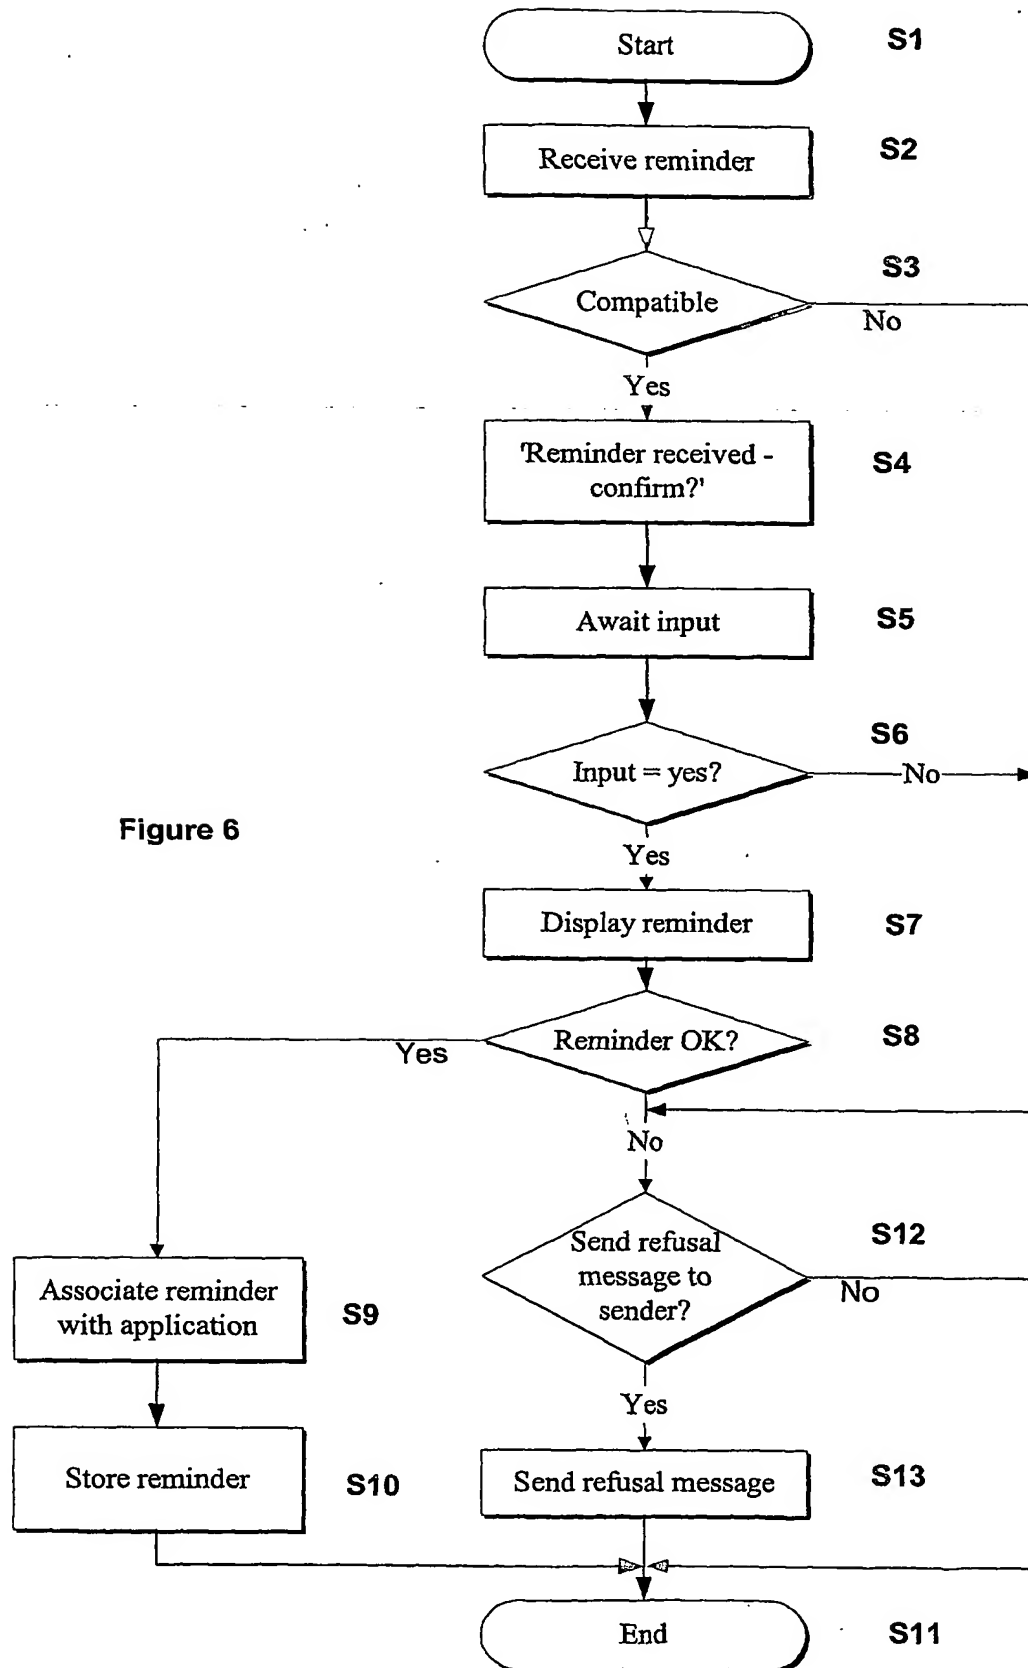 Start
S1
Receive reminder
S2
Compatible
S3
No
Yes
'Reminder received -
confirm?'
S4
Await input
S5
Input = yes?
S6
No
Figure 6
Yes
Display reminder
S7
Reminder OK?
S8
Yes
No
Send refusal
message to
sender?
S12
No
Associate reminder
with application
S9
Yes
Store reminder
S10
Send refusal message
S13
End
S11